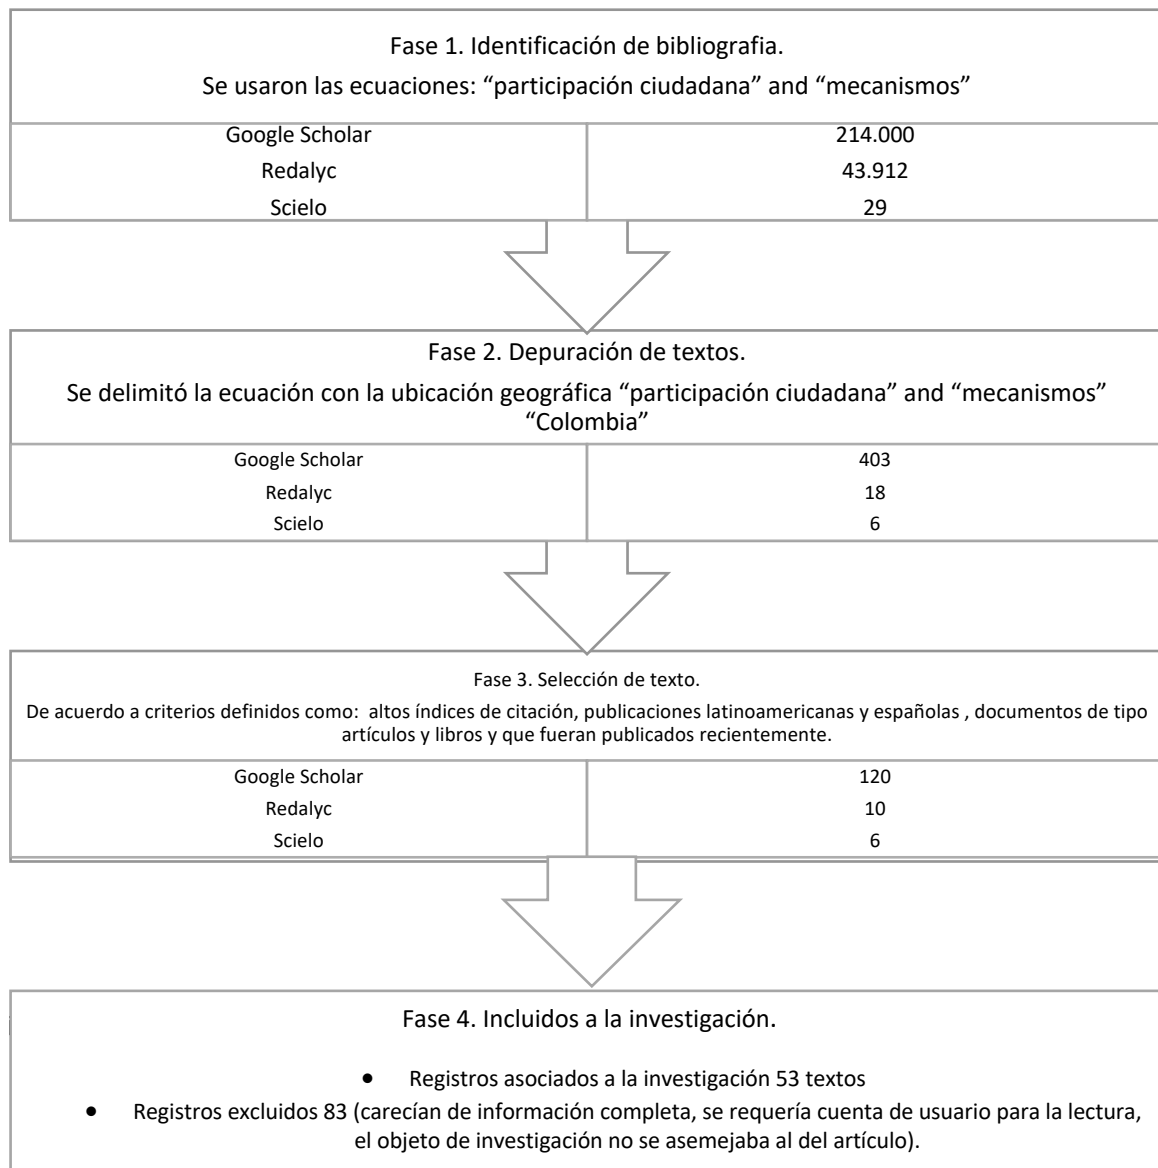 Fase 1. Identificación de bibliografia.
Se usaron las ecuaciones: “participación ciudadana” and “mecanismos”
Google Scholar 214.000
Redalyc 43.912
Scielo 29
Fase 2. Depuración de textos.
Se delimitó la ecuación con la ubicación geográfica “participación ciudadana” and “mecanismos”
“Colombia”
Google Scholar 403
Redalyc 18
Scielo 6
Fase 3. Selección de texto.
De acuerdo a criterios definidos como: altos índices de citación, publicaciones latinoamericanas y españolas , documentos de tipo
artículos y libros y que fueran publicados recientemente.
Google Scholar 120
Redalyc 10
Scielo 6
Fase 4. Incluidos a la investigación.
• Registros asociados a la investigación 53 textos
• Registros excluidos 83 (carecían de información completa, se requería cuenta de usuario para la lectura,
el objeto de investigación no se asemejaba al del artículo).